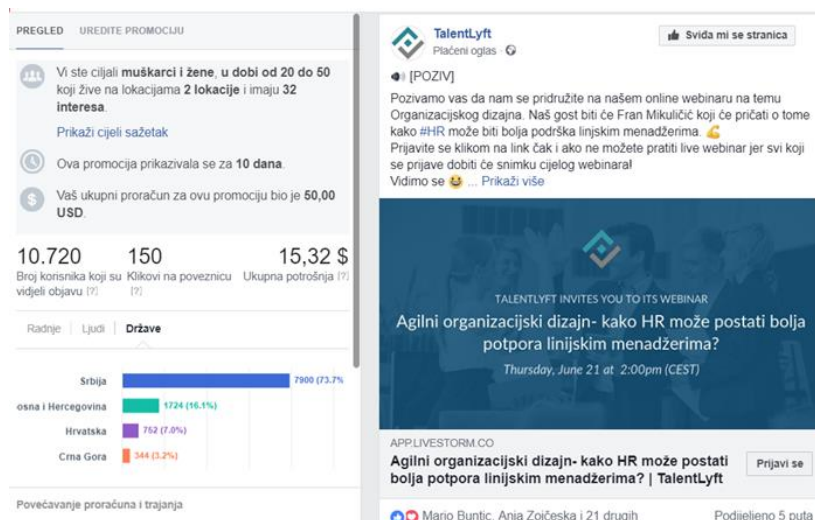 PREGLED UREDITE PROMOCIJU
Vi ste ciljali muškarci i žene, u dobi od 20 do 50
koji žive na lokacijama 2 lokacije i imaju 32
interesa.
Prikaži cijeli sažetak
Ova promocija prikazivala se za 10 dana.
Vaš ukupni proračun za ovu promociju bio je 50,00
USD.
10.720 150 15,32 $
Broj korisnika koji su Klikovi na poveznicu Ukupna potrošnja [?]
vidjeli objavu [?] [?]
Radnje Ljudi Države
Srbija 7900 (73.7%
osna i Hercegovina 1724 (16.1%)
Hrvatska 752 (7.0%)
Crna Gora 344 (3.2%)
Povećavanje proračuna i trajanja
TalentLyft
Plaćeni oglas ·
Sviđa mi se stranica
[POZIV]
Pozivamo vas da nam se pridružite na našem online webinaru na temu
Organizacijskog dizajna. Naš gost biti će Fran Mikuličić koji će pričati o tome
kako #HR može biti bolja podrška linijskim menadžerima. 💪
Prijavite se klikom na link čak i ako ne možete pratiti live webinar jer svi koji
se prijave dobiti će snimku cijelog webinara!
Vidimo se 😀 ... Prikaži više
TALENTLYFT INVITES YOU TO ITS WEBINAR
Agilni organizacijski dizajn- kako HR može postati bolja
potpora linijskim menadžerima?
Thursday, June 21 at 2:00pm (CEST)
APP.LIVESTORM.CO
Agilni organizacijski dizajn- kako HR može postati
bolja potpora linijskim menadžerima? | TalentLyft
Prijavi se
Mario Buntic, Anja Zojčeska i 21 drugih Podijeljeno 5 puta